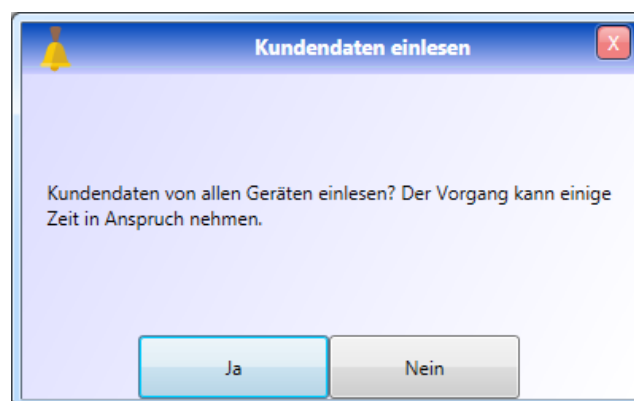 Kundendaten einlesen
X
Kundendaten von allen Geräten einlesen? Der Vorgang kann einige
Zeit in Anspruch nehmen.
Ja
Nein